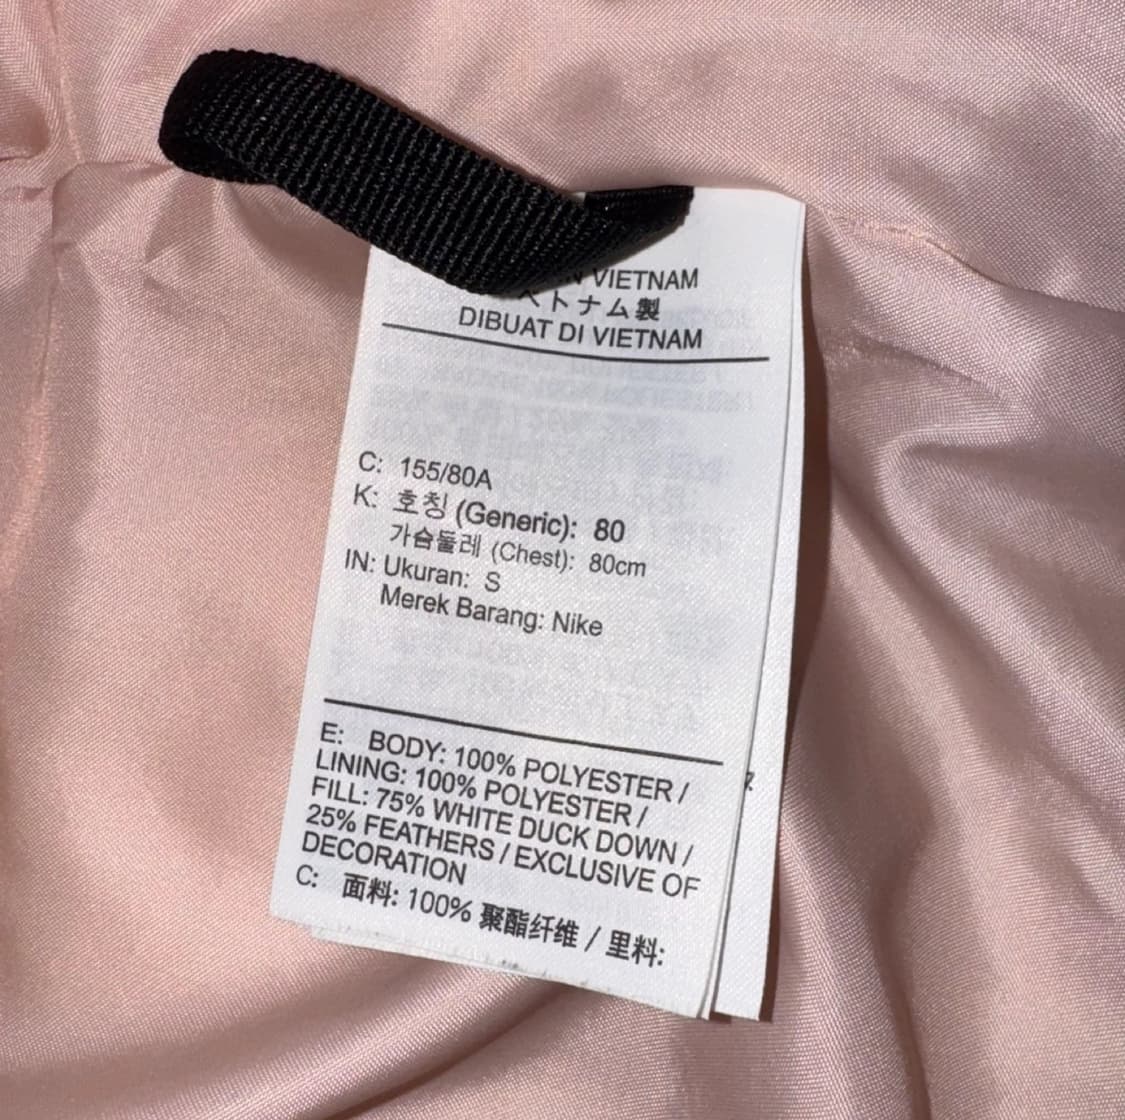 VIETNAM
ベトナム製
DIBUAT DI VIETNAM
C: 155/80A
K: 호칭 (Generic): 80
가슴둘레 (Chest): 80cm
IN: Ukuran: S
Merek Barang: Nike
E: BODY: 100% POLYESTER /
LINING: 100% POLYESTER /
FILL: 75% WHITE DUCK DOWN /
25% FEATHERS / EXCLUSIVE OF
DECORATION
C: 面料: 100% 聚酯纤维 / 里料: